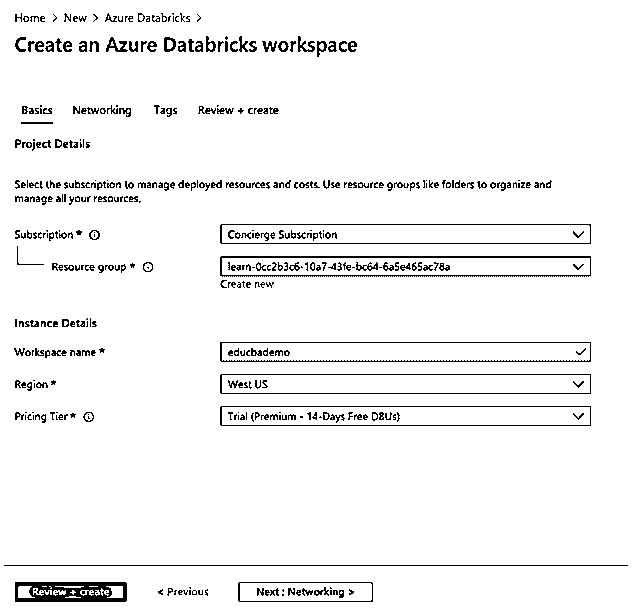 Home > New > Azure Databricks >
Create an Azure Databricks workspace
Basics Networking Tags Review + create
Project Details
Select the subscription to manage deployed resources and costs. Use resource groups like folders to organize and
manage all your resources.
Subscription * Concierge Subscription
Resource group * learn-0cc2b3c6-10a7-43fe-bc64-6a5e465ac78a
Create new
Instance Details
Workspace name * educbademo
Region * West US
Pricing Tier * Trial (Premium - 14-Days Free DBUs)
Review + create < Previous Next : Networking >